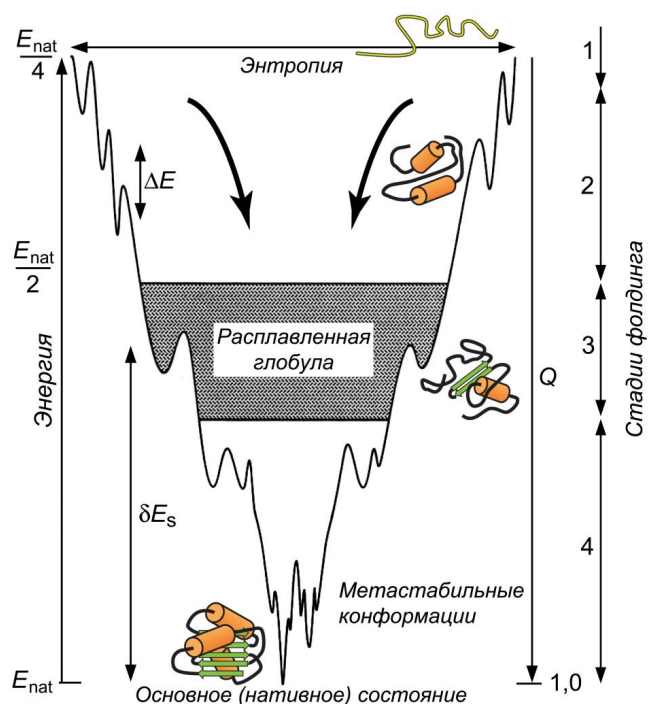 E_nat/4
Энтропия
1
ΔE
2
E_nat/2
Расплавленная
глобула
3
Энергия
Q
Стадии фолдинга
δE_s
4
Метастабильные
конформации
E_nat
1,0
Основное (нативное) состояние